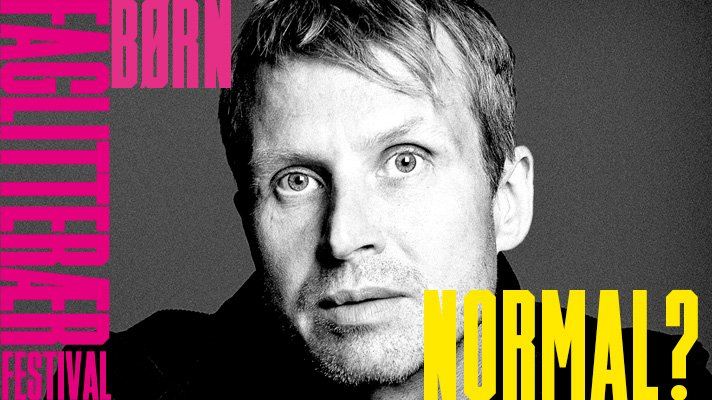 FAGLITTERÆR
FESTIVAL
BØRN
NORMAL?